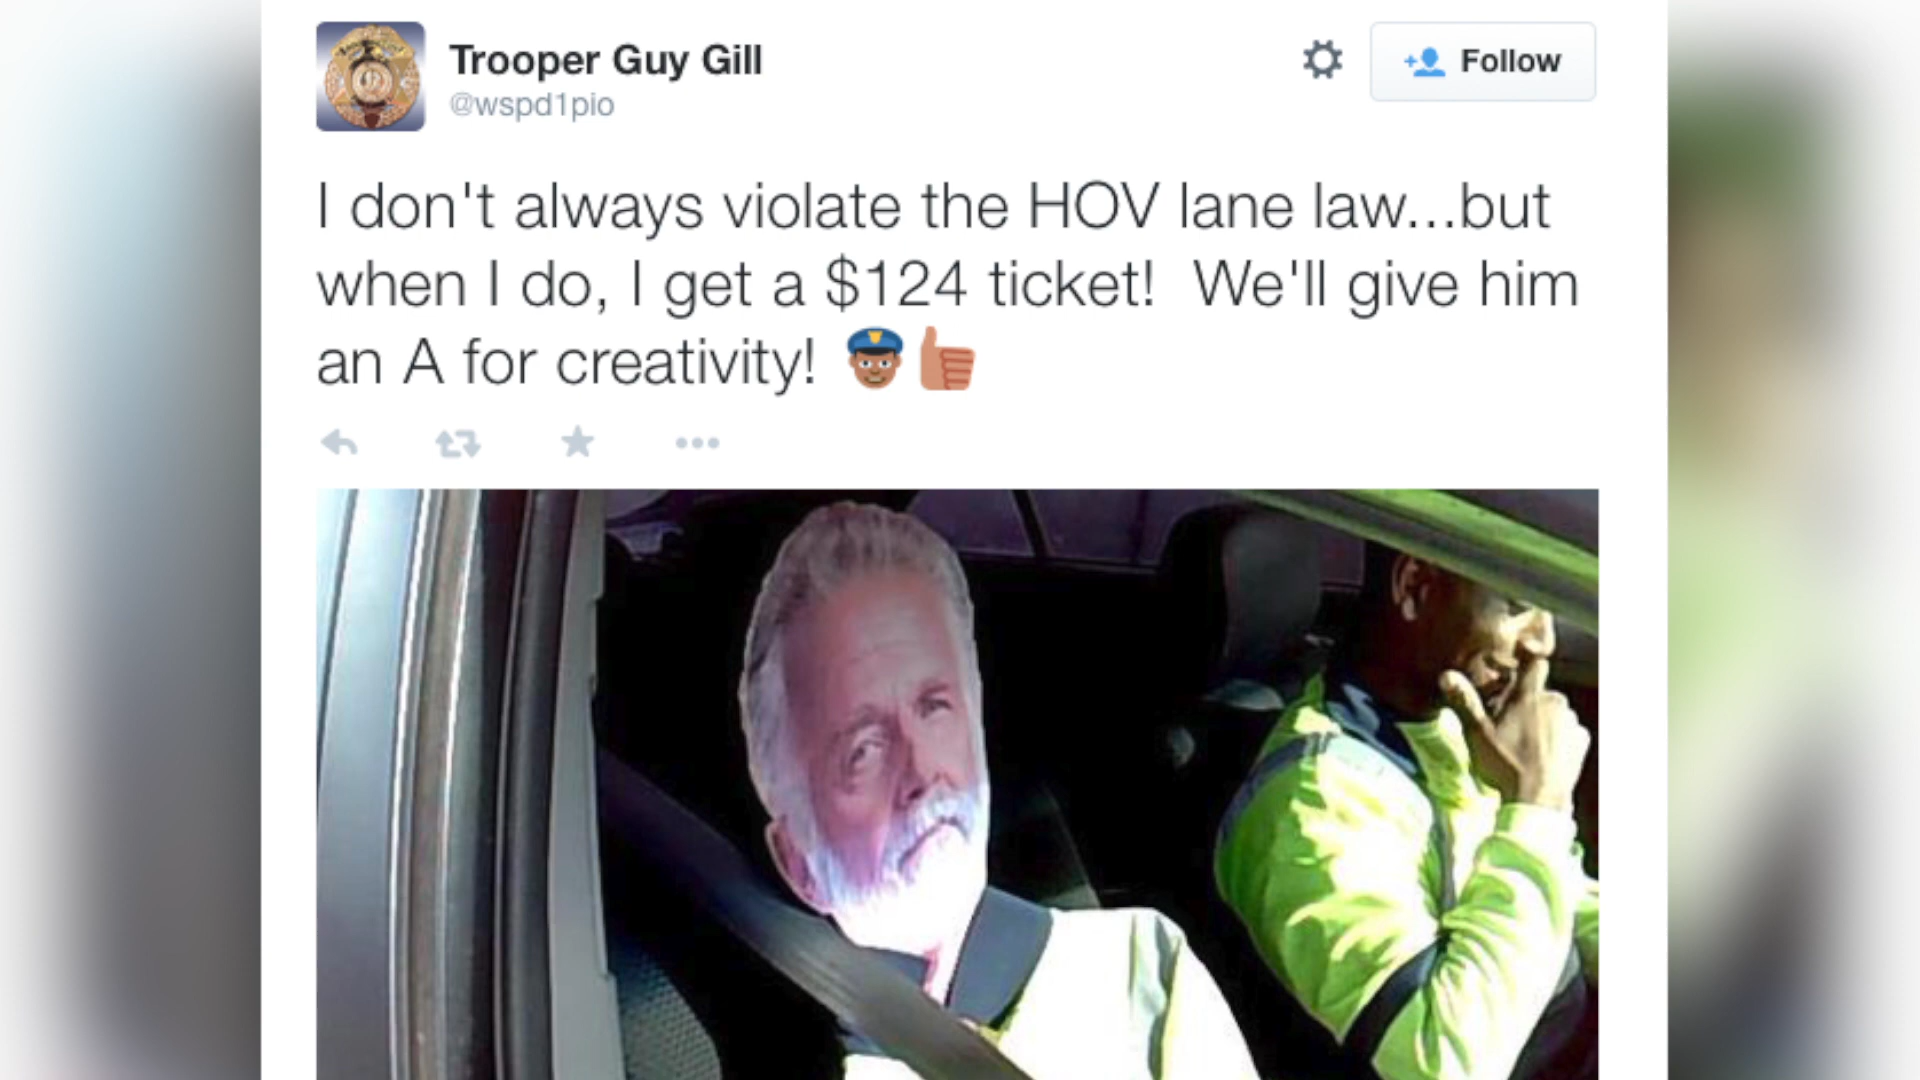 Trooper Guy Gill
@wspd1pio
Follow
I don't always violate the HOV lane law...but
when I do, I get a $124 ticket!  We'll give him
an A for creativity! 👮🏾👍🏾